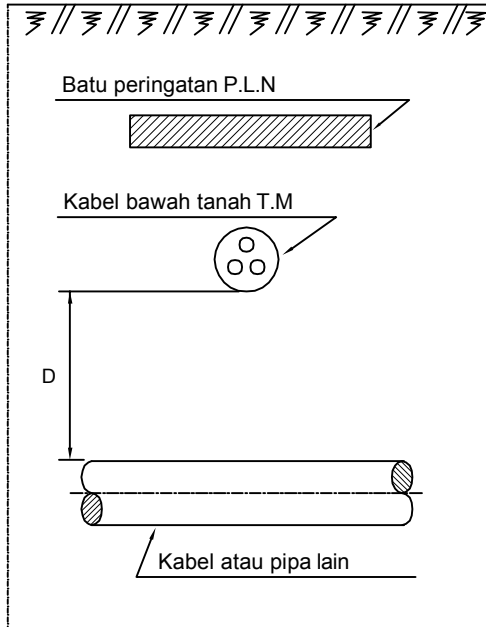 Batu peringatan P.L.N
Kabel bawah tanah T.M
D
Kabel atau pipa lain